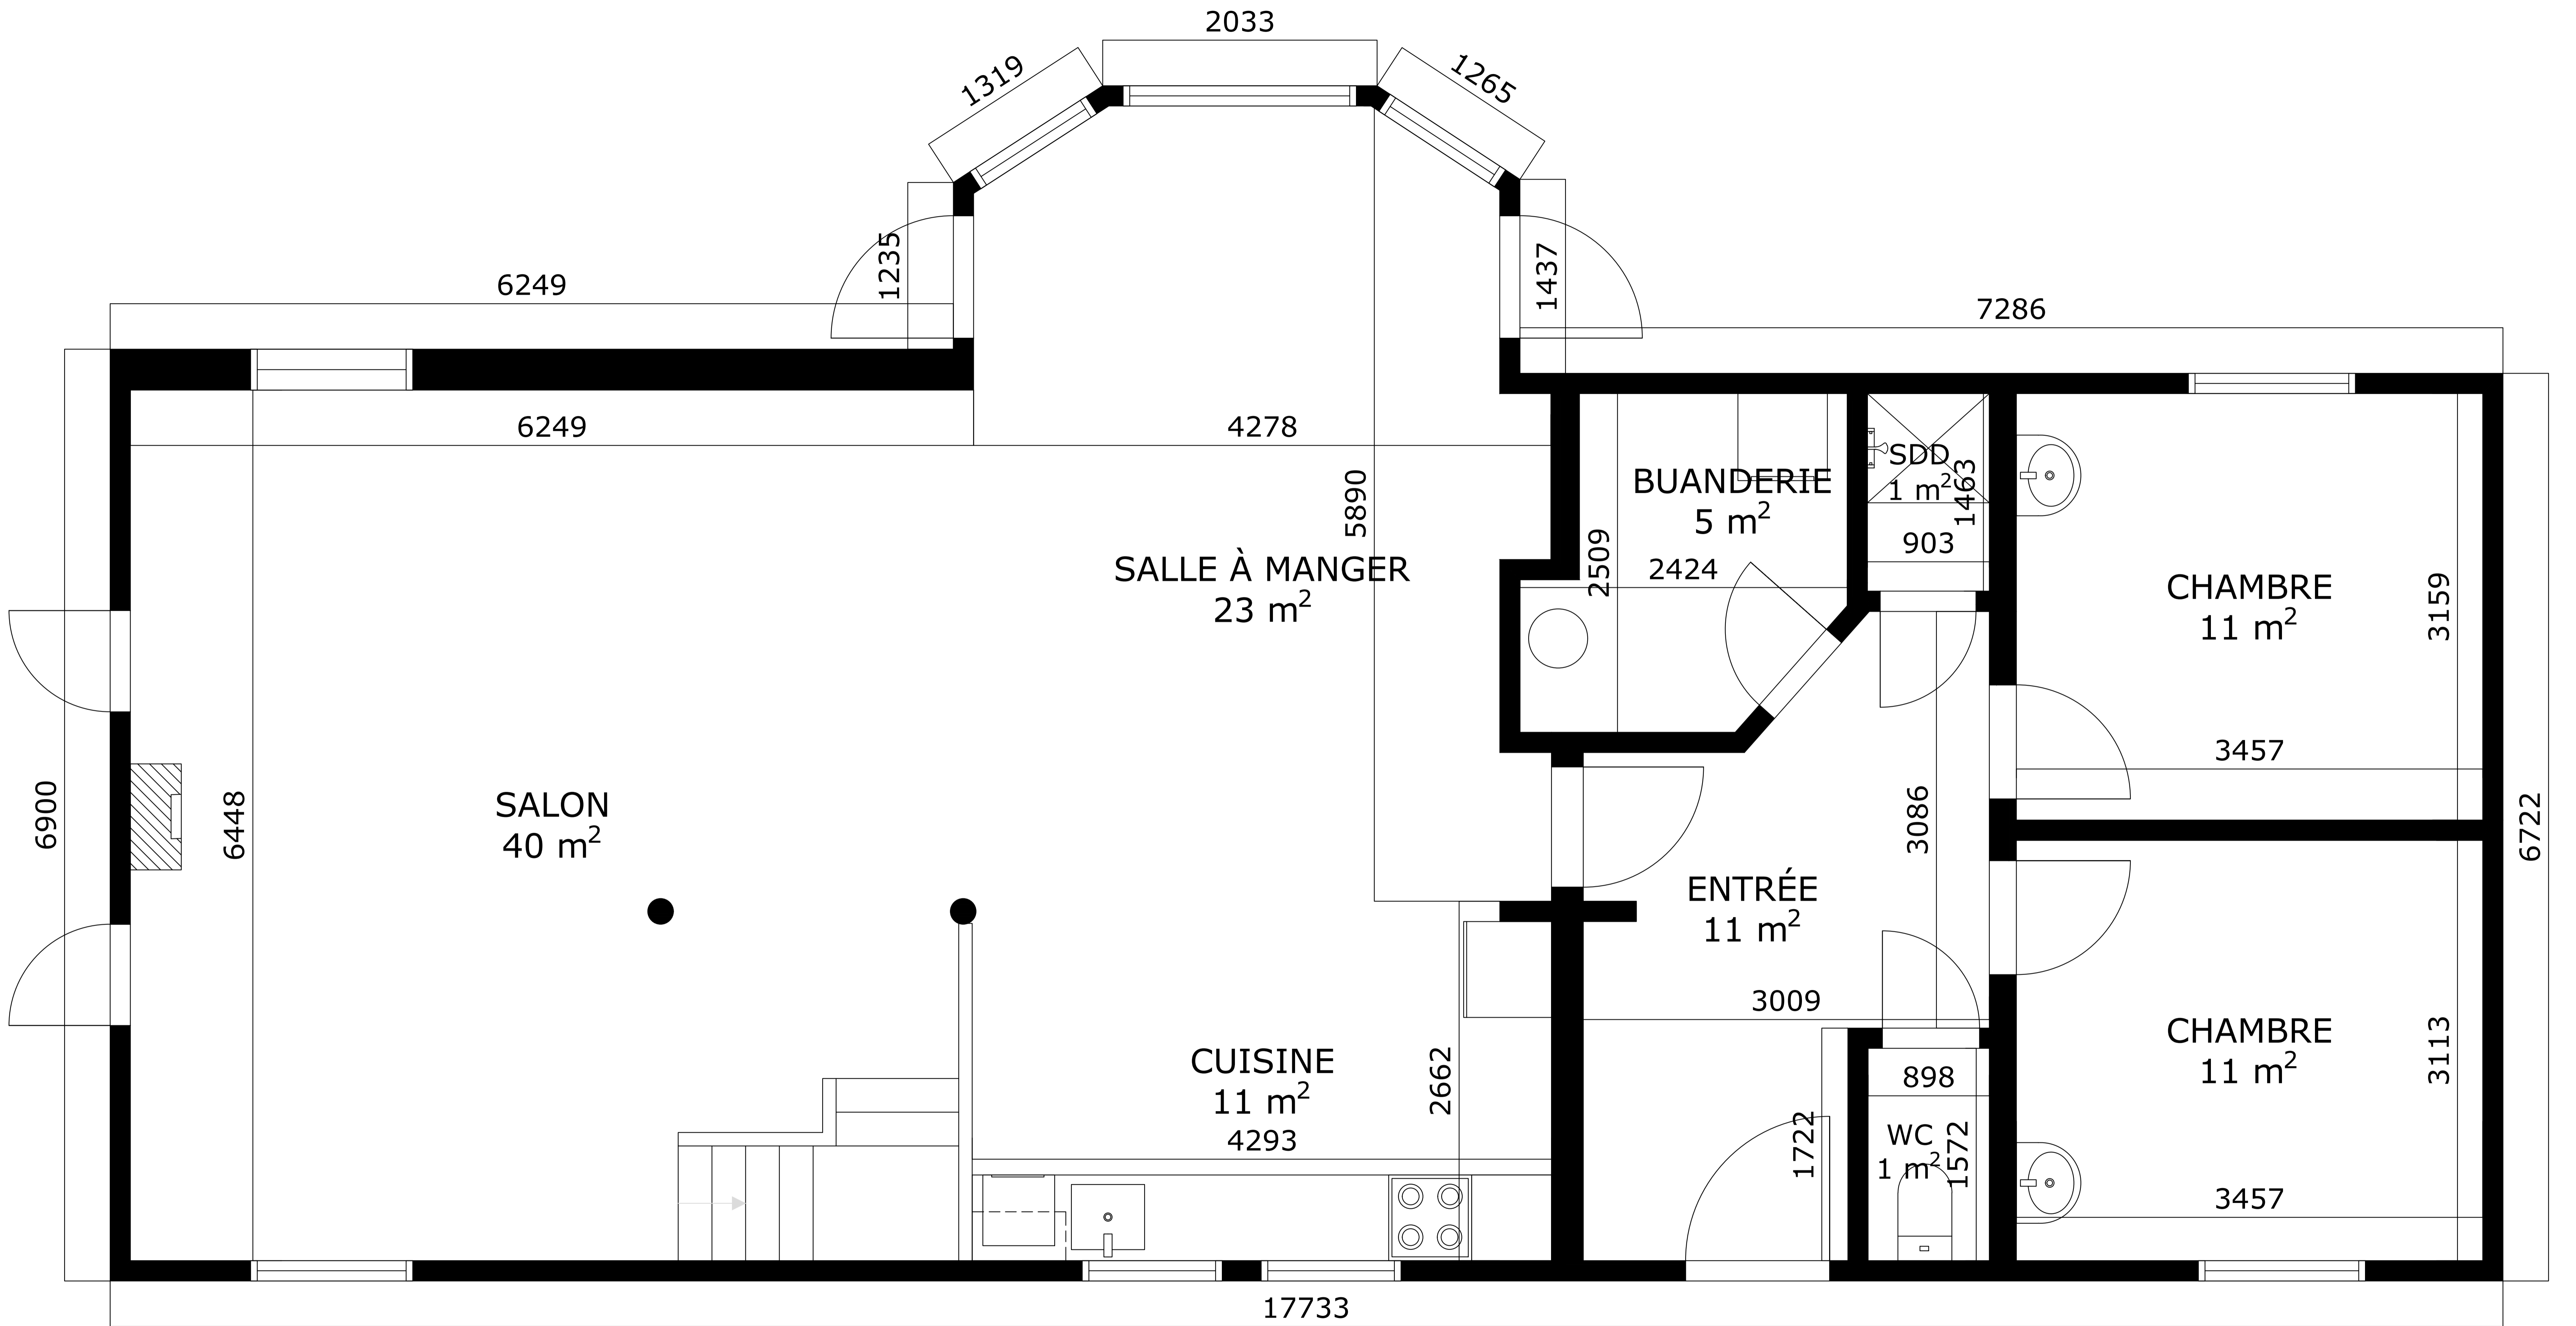 2033
1319
1265
1235
1437
6249
7286
6249
4278
5890
SDD
1 m²
1463
903
BUANDERIE
5 m²
2509
2424
SALLE À MANGER
23 m²
CHAMBRE
11 m²
3159
3457
SALON
40 m²
6900
6448
3086
6722
ENTRÉE
11 m²
3009
CHAMBRE
11 m²
3113
3457
CUISINE
11 m²
4293
2662
898
WC
1 m²
1572
1722
17733